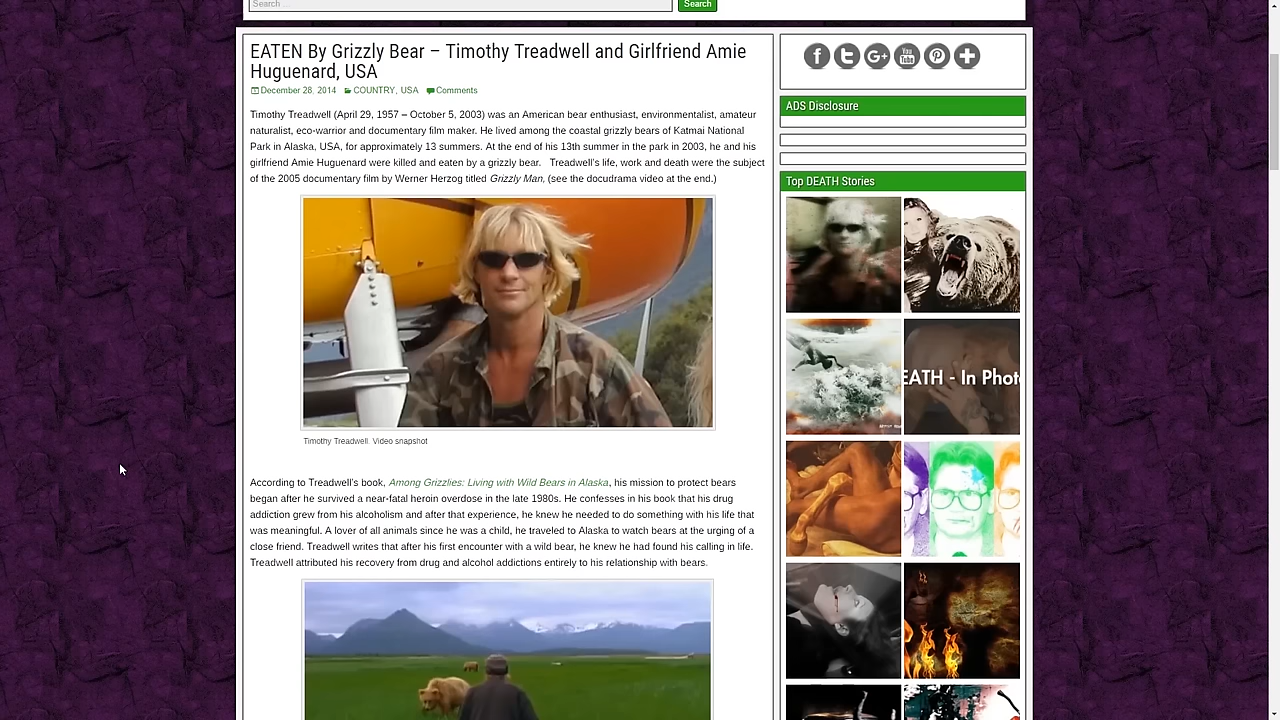 Search …
Search
EATEN By Grizzly Bear – Timothy Treadwell and Girlfriend Amie
Huguenard, USA
December 28, 2014 COUNTRY, USA Comments
Timothy Treadwell (April 29, 1957 – October 5, 2003) was an American bear enthusiast, environmentalist, amateur
naturalist, eco-warrior and documentary film maker. He lived among the coastal grizzly bears of Katmai National
Park in Alaska, USA, for approximately 13 summers. At the end of his 13th summer in the park in 2003, he and his
girlfriend Amie Huguenard were killed and eaten by a grizzly bear. Treadwell's life, work and death were the subject
of the 2005 documentary film by Werner Herzog titled Grizzly Man, (see the docudrama video at the end.)
Timothy Treadwell. Video snapshot
According to Treadwell's book, Among Grizzlies: Living with Wild Bears in Alaska, his mission to protect bears
began after he survived a near-fatal heroin overdose in the late 1980s. He confesses in his book that his drug
addiction grew from his alcoholism and after that experience, he knew he needed to do something with his life that
was meaningful. A lover of all animals since he was a child, he traveled to Alaska to watch bears at the urging of a
close friend. Treadwell writes that after his first encounter with a wild bear, he knew he had found his calling in life.
Treadwell attributed his recovery from drug and alcohol addictions entirely to his relationship with bears.
You
Tube
ADS Disclosure
Top DEATH Stories
EATH - In Phot